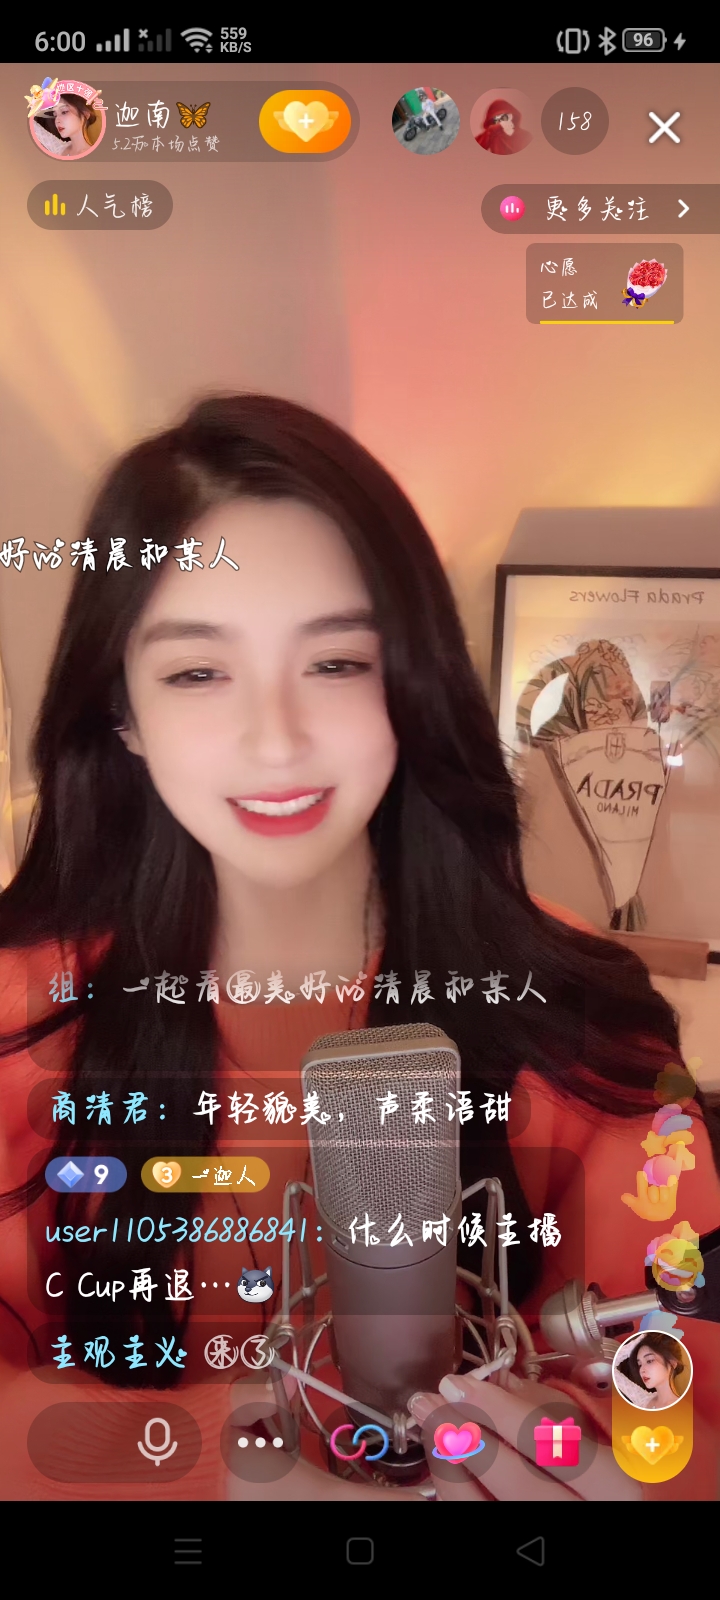 6:00
559
KB/S
96
迦南🦋
5.2万本场点赞
158
人气榜
更多关注
心愿
已达成
好的清晨和某人
Prada Flowers
PRADA
MILANO
组：一起看最美好的清晨和某人
商清君：年轻貌美，声柔语甜
9 3 一迦人
user1105386886841：什么时候主播
C Cup再退…
主观主义 来了